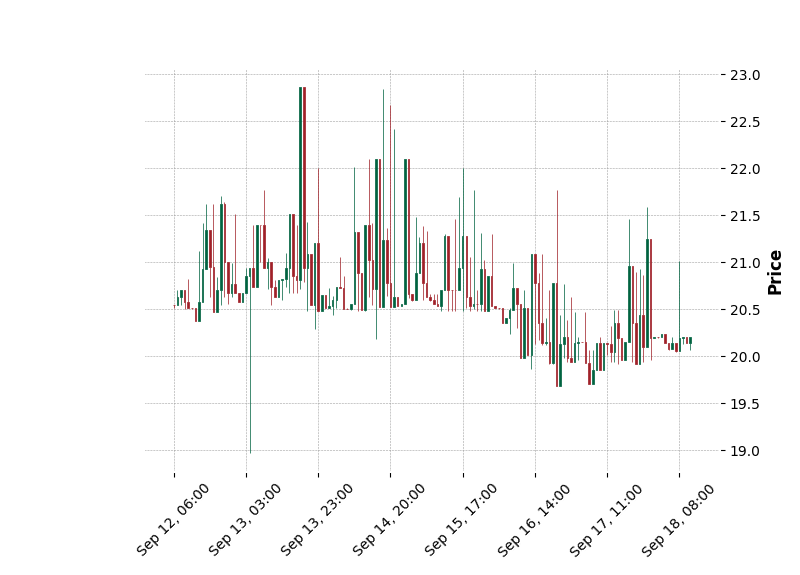 23.0
22.5
22.0
21.5
21.0
20.5
20.0
19.5
19.0
Price
Sep 12, 06:00
Sep 13, 03:00
Sep 13, 23:00
Sep 14, 20:00
Sep 15, 17:00
Sep 16, 14:00
Sep 17, 11:00
Sep 18, 08:00